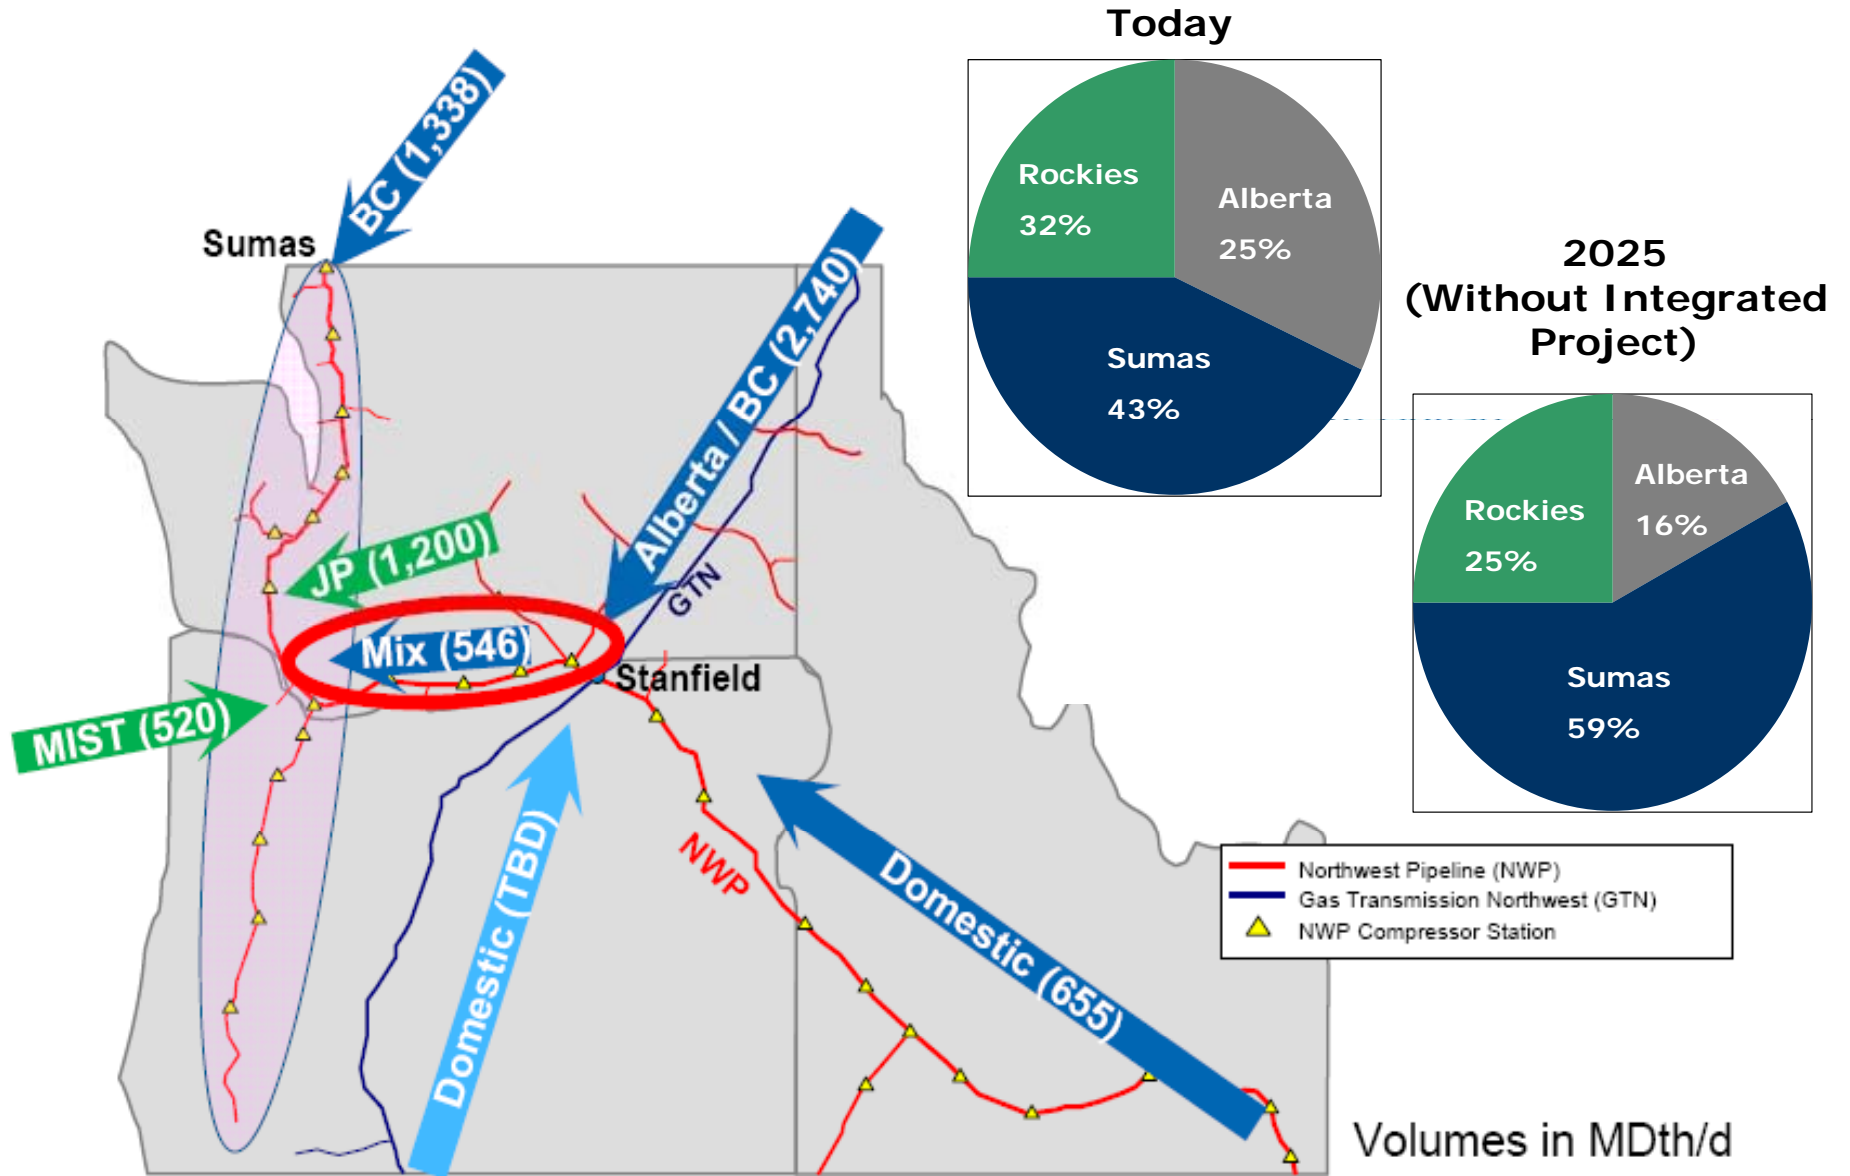 Today
Rockies
32%
Alberta
25%
Sumas
43%
2025
(Without Integrated
Project)
Rockies
25%
Alberta
16%
Sumas
59%
BC (1,338)
Sumas
Alberta / BC (2,740)
GTN
JP (1,200)
Mix (546)
Stanfield
MIST (520)
NWP
Domestic (TBD)
Domestic (655)
Northwest Pipeline (NWP)
Gas Transmission Northwest (GTN)
NWP Compressor Station
Volumes in MDth/d